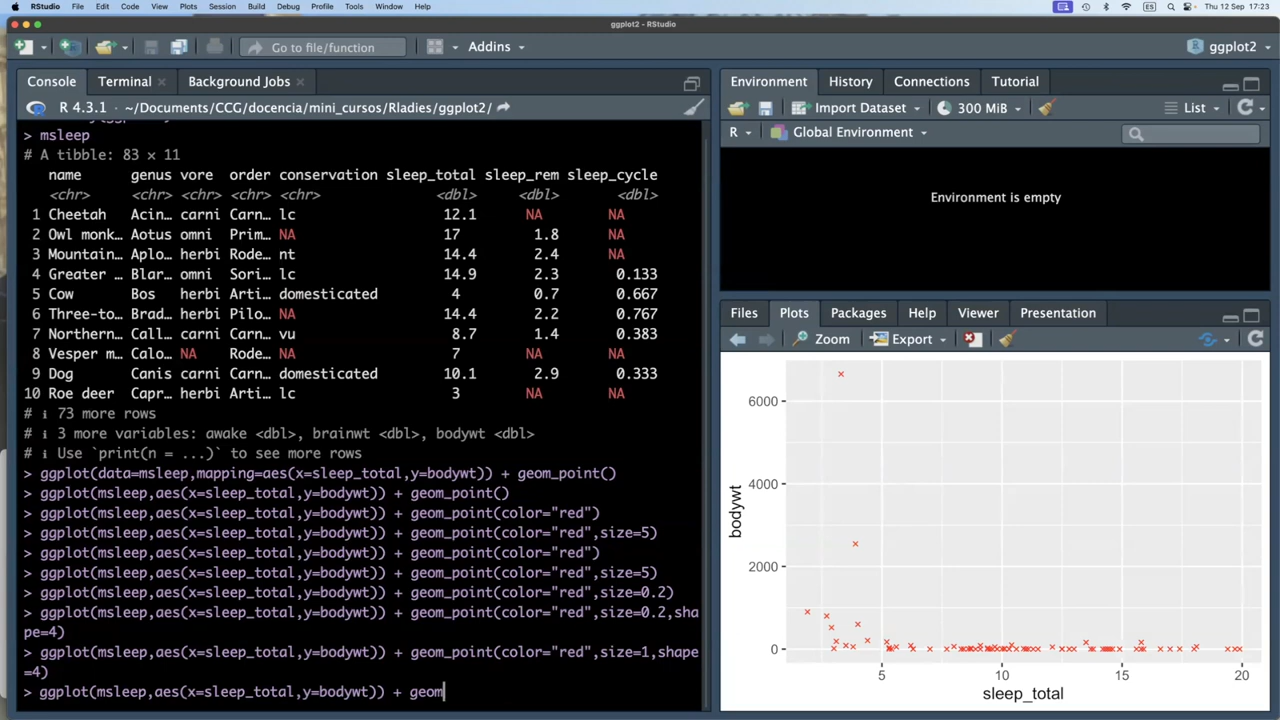 RStudio File Edit Code View Plots Session Build Debug Profile Tools Window Help ES Thu 12 Sep 17:23
ggplot2 - RStudio
Go to file/function Addins ggplot2
Console Terminal Background Jobs
R 4.3.1 · ~/Documents/CCG/docencia/mini_cursos/Rladies/ggplot2/
> msleep
# A tibble: 83 × 11
name genus vore order conservation sleep_total sleep_rem sleep_cycle
<chr> <chr> <chr> <chr> <chr> <dbl> <dbl> <dbl>
1 Cheetah Acin… carni Carn… lc 12.1 NA NA
2 Owl monk… Aotus omni Prim… NA 17 1.8 NA
3 Mountain… Aplo… herbi Rode… nt 14.4 2.4 NA
4 Greater … Blar… omni Sori… lc 14.9 2.3 0.133
5 Cow Bos herbi Arti… domesticated 4 0.7 0.667
6 Three-to… Brad… herbi Pilo… NA 14.4 2.2 0.767
7 Northern… Call… carni Carn… vu 8.7 1.4 0.383
8 Vesper m… Calo… NA Rode… NA 7 NA NA
9 Dog Canis carni Carn… domesticated 10.1 2.9 0.333
10 Roe deer Capr… herbi Arti… lc 3 NA NA
# ℹ 73 more rows
# ℹ 3 more variables: awake <dbl>, brainwt <dbl>, bodywt <dbl>
# ℹ Use `print(n = ...)` to see more rows
> ggplot(data=msleep,mapping=aes(x=sleep_total,y=bodywt)) + geom_point()
> ggplot(msleep,aes(x=sleep_total,y=bodywt)) + geom_point()
> ggplot(msleep,aes(x=sleep_total,y=bodywt)) + geom_point(color="red")
> ggplot(msleep,aes(x=sleep_total,y=bodywt)) + geom_point(color="red",size=5)
> ggplot(msleep,aes(x=sleep_total,y=bodywt)) + geom_point(color="red")
> ggplot(msleep,aes(x=sleep_total,y=bodywt)) + geom_point(color="red",size=5)
> ggplot(msleep,aes(x=sleep_total,y=bodywt)) + geom_point(color="red",size=0.2)
> ggplot(msleep,aes(x=sleep_total,y=bodywt)) + geom_point(color="red",size=0.2,sha
pe=4)
> ggplot(msleep,aes(x=sleep_total,y=bodywt)) + geom_point(color="red",size=1,shape
=4)
> ggplot(msleep,aes(x=sleep_total,y=bodywt)) + geom
Environment History Connections Tutorial
Import Dataset 300 MiB List
R Global Environment
Environment is empty
Files Plots Packages Help Viewer Presentation
Zoom Export
6000
4000
2000
0
bodywt
5 10 15 20
sleep_total